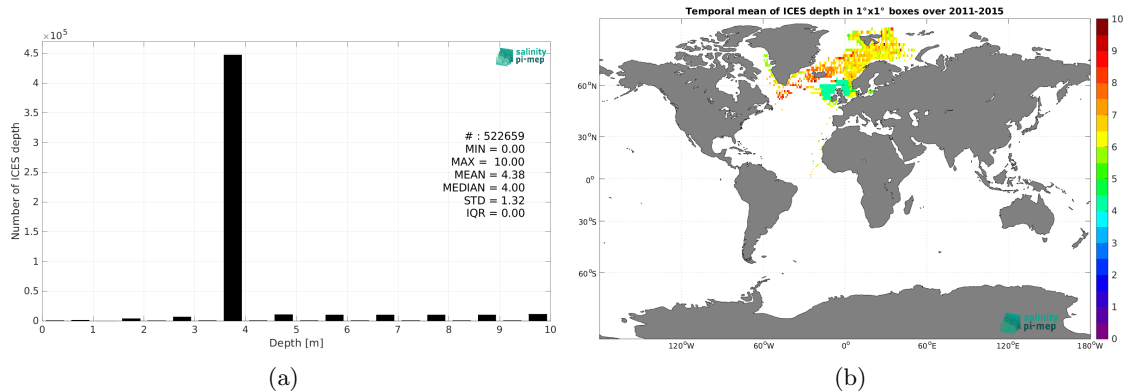 4.5
×10⁵
4
3.5
3
2.5
2
1.5
1
0.5
0
Number of ICES depth
salinity
pi-mep
# : 522659
MIN = 0.00
MAX = 10.00
MEAN = 4.38
MEDIAN = 4.00
STD = 1.32
IQR = 0.00
0 1 2 3 4 5 6 7 8 9 10
Depth [m]
(a)
Temporal mean of ICES depth in 1°x1° boxes over 2011-2015
60°N
30°N
0°
30°S
60°S
120°W 60°W 0° 60°E 120°E 180°W
10
9
8
7
6
5
4
3
2
1
0
salinity
pi-mep
(b)